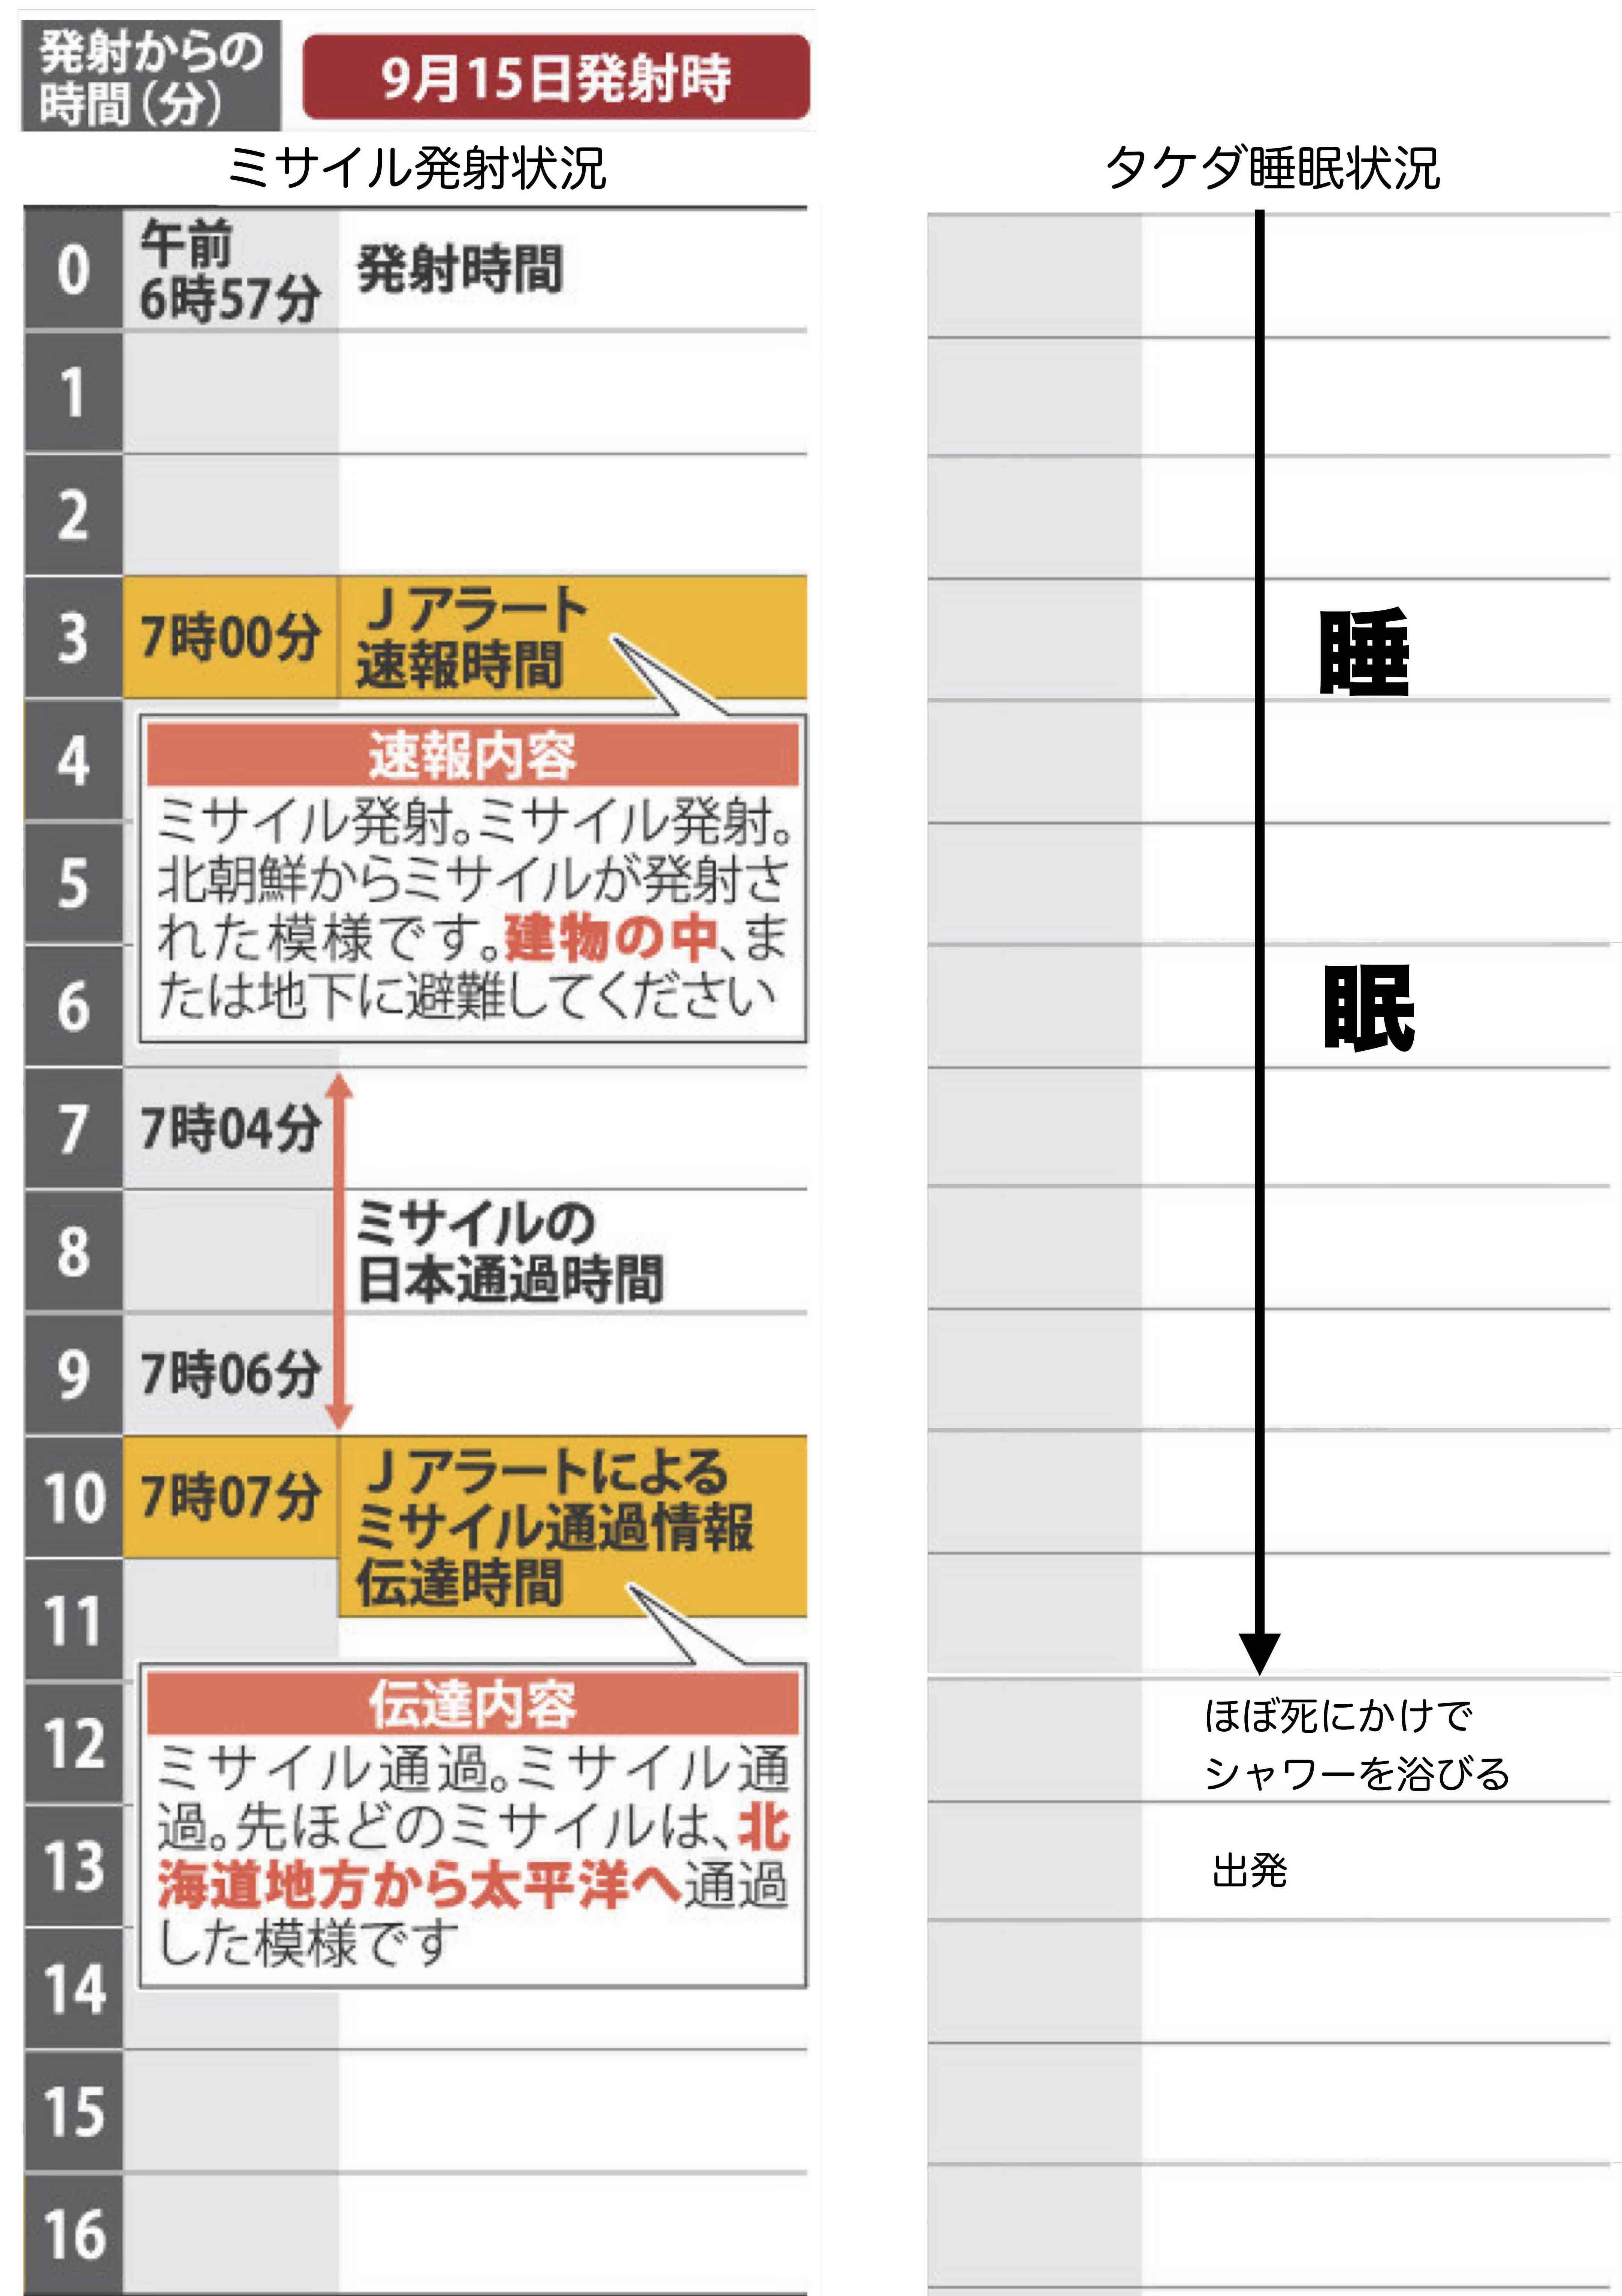 発射からの
時間(分)
9月15日発射時
ミサイル発射状況
タケダ睡眠状況
0
午前
6時57分
発射時間
1
2
3
7時00分
Jアラート
速報時間
睡
4
速報内容
ミサイル発射。ミサイル発射。
5
北朝鮮からミサイルが発射さ
れた模様です。建物の中、ま
6
たは地下に避難してください
眠
7
7時04分
8
ミサイルの
日本通過時間
9
7時06分
10
7時07分
Jアラートによる
ミサイル通過情報
伝達時間
11
12
伝達内容
ミサイル通過。ミサイル通
過。先ほどのミサイルは、北
13
海道地方から太平洋へ通過
した模様です
ほぼ死にかけで
シャワーを浴びる
出発
14
15
16